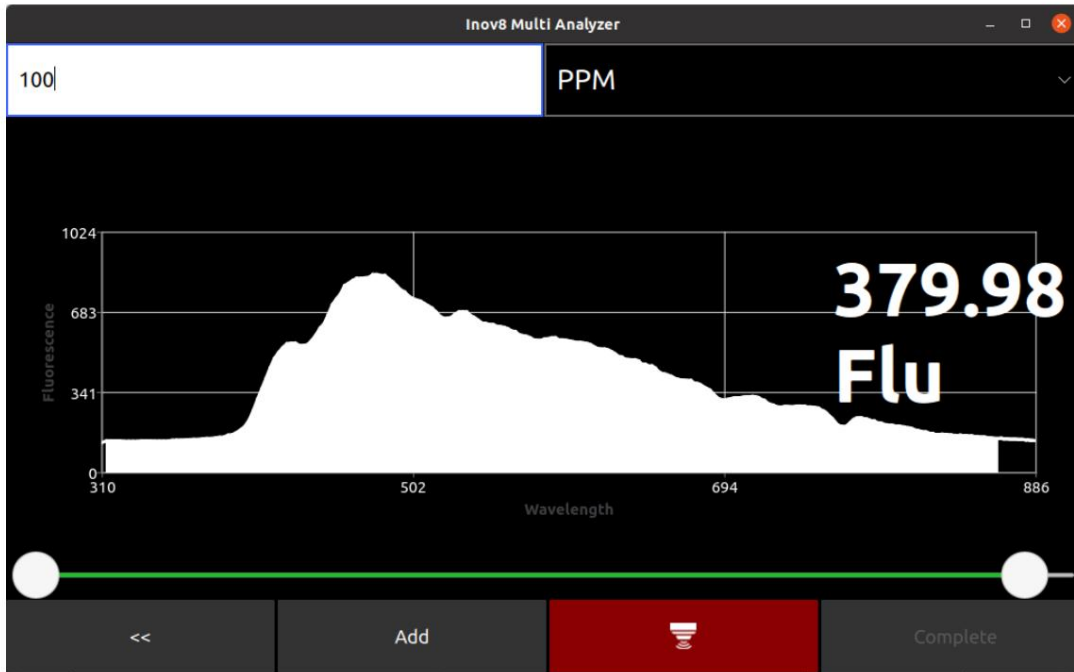 Inov8 Multi Analyzer
100
PPM
1024
683
341
0
Fluorescence
379.98
Flu
310
502
694
886
Wavelength
<<
Add
Complete